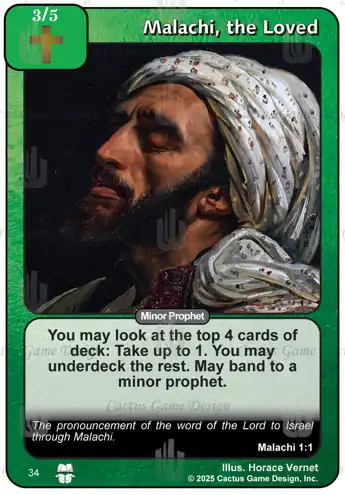 3/5
Malachi, the Loved
Minor Prophet
You may look at the top 4 cards of
deck: Take up to 1. You may
underdeck the rest. May band to a
minor prophet.
Cactus Game Design
The pronouncement of the word of the Lord to Israel
through Malachi.
Malachi 1:1
34
Illus. Horace Vernet
© 2025 Cactus Game Design, Inc.